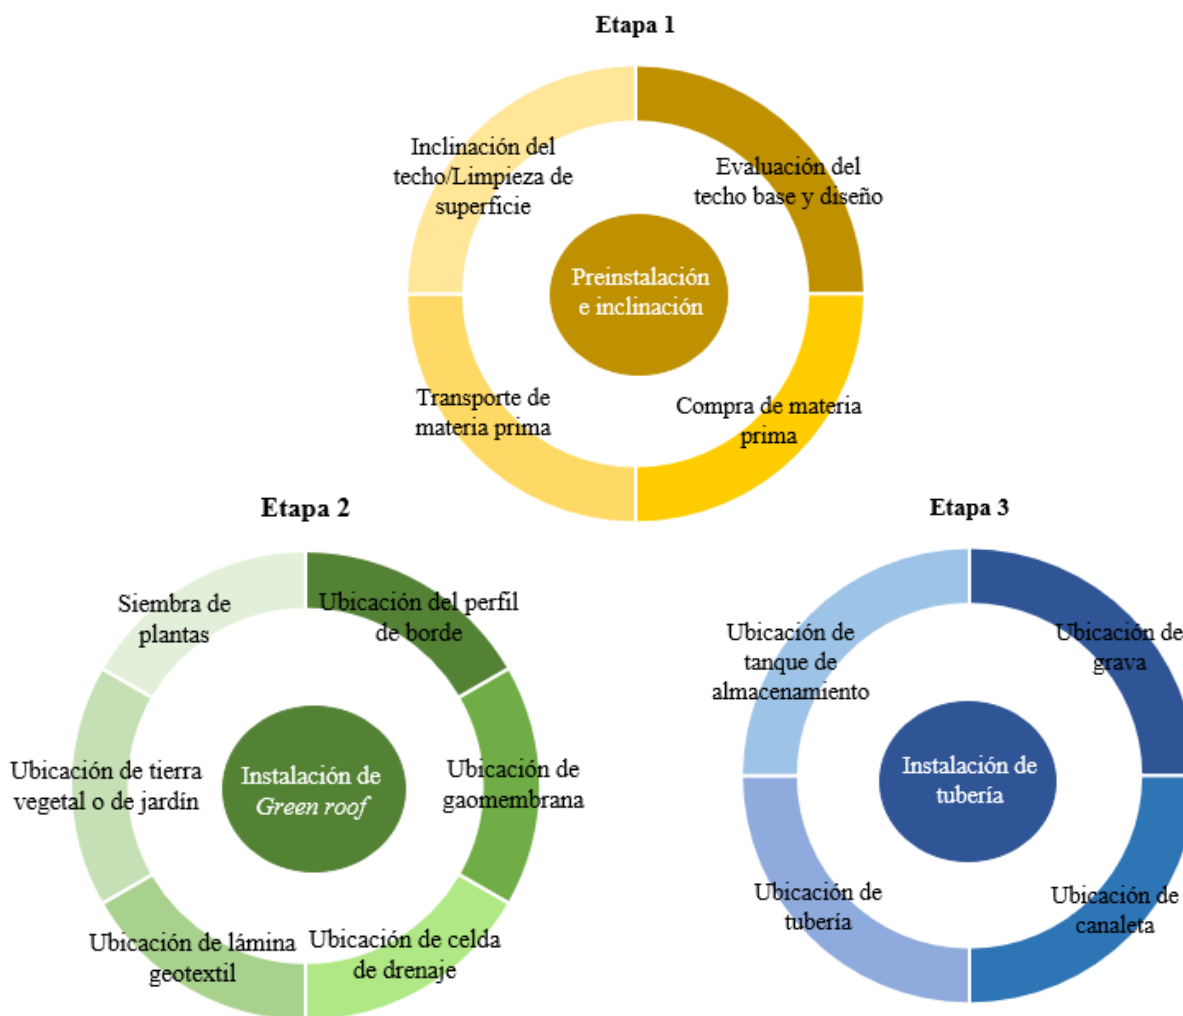 Etapa 1
Inclinación del
techo/Limpieza de
superficie
Evaluación del
techo base y diseño
Preinstalación
e inclinación
Transporte de
materia prima
Compra de materia
prima
Etapa 2
Siembra de
plantas
Ubicación del perfil
de borde
Ubicación de tierra
vegetal o de jardín
Instalación de
Green roof
Ubicación de
gaomembrana
Ubicación de lámina
geotextil
Ubicación de celda
de drenaje
Etapa 3
Ubicación de
tanque de
almacenamiento
Ubicación de
grava
Instalación de
tubería
Ubicación de
tubería
Ubicación de
canaleta